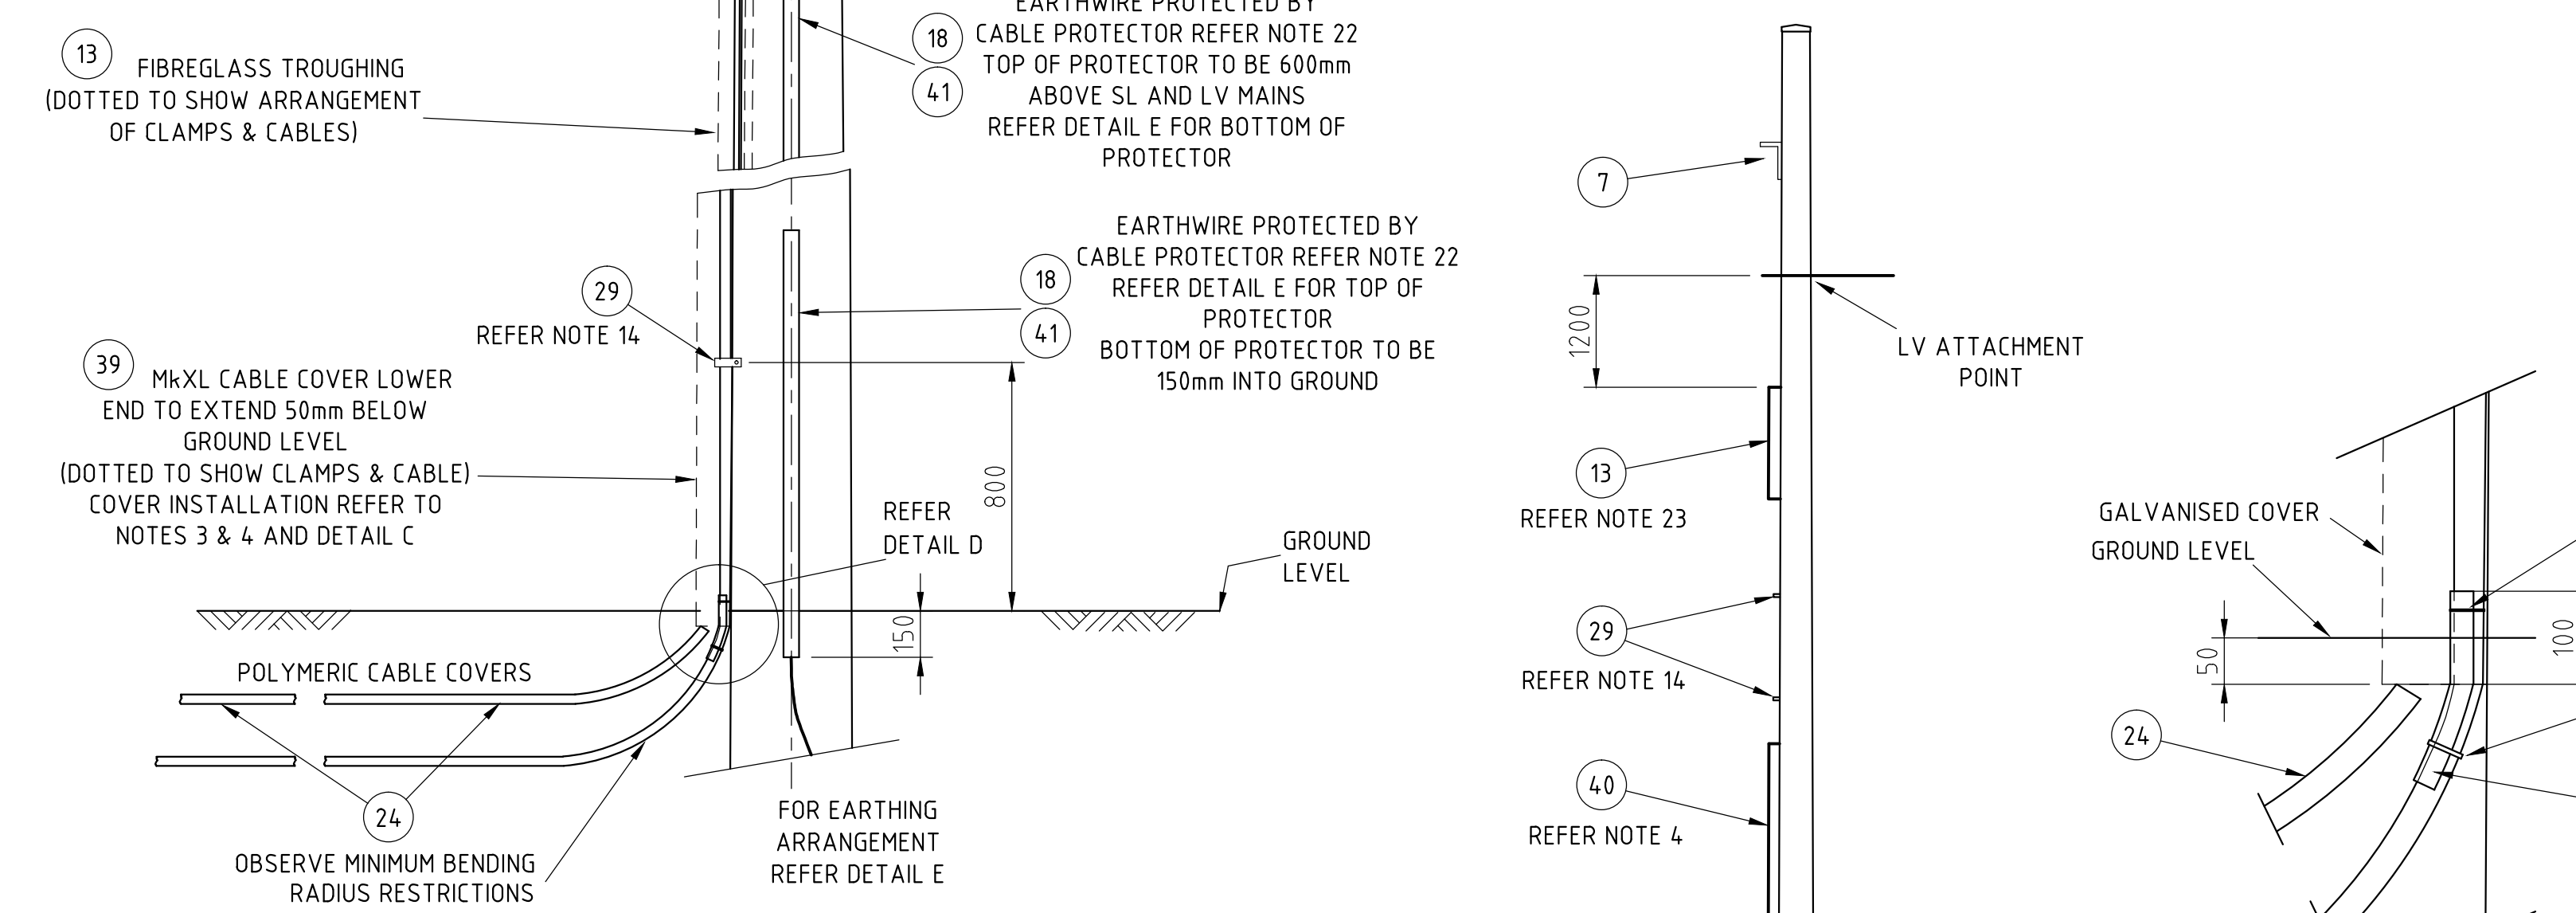 13
FIBREGLASS TROUGHING
(DOTTED TO SHOW ARRANGEMENT
OF CLAMPS & CABLES)
18
41
EARTHWIRE PROTECTED BY
CABLE PROTECTOR REFER NOTE 22
TOP OF PROTECTOR TO BE 600mm
ABOVE SL AND LV MAINS
REFER DETAIL E FOR BOTTOM OF
PROTECTOR
18
41
EARTHWIRE PROTECTED BY
CABLE PROTECTOR REFER NOTE 22
REFER DETAIL E FOR TOP OF
PROTECTOR
BOTTOM OF PROTECTOR TO BE
150mm INTO GROUND
29
REFER NOTE 14
39
MkXL CABLE COVER LOWER
END TO EXTEND 50mm BELOW
GROUND LEVEL
(DOTTED TO SHOW CLAMPS & CABLE)
COVER INSTALLATION REFER TO
NOTES 3 & 4 AND DETAIL C
REFER
DETAIL D
800
150
GROUND
LEVEL
POLYMERIC CABLE COVERS
24
OBSERVE MINIMUM BENDING
RADIUS RESTRICTIONS
FOR EARTHING
ARRANGEMENT
REFER DETAIL E
7
1200
LV ATTACHMENT
POINT
13
REFER NOTE 23
29
REFER NOTE 14
40
REFER NOTE 4
GALVANISED COVER
GROUND LEVEL
50
100
24